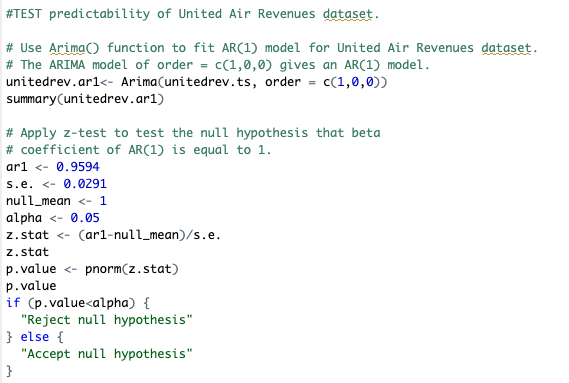 #TEST predictability of United Air Revenues dataset.
# Use Arima() function to fit AR(1) model for United Air Revenues dataset.
# The ARIMA model of order = c(1,0,0) gives an AR(1) model.
unitedrev.ar1<- Arima(unitedrev.ts, order = c(1,0,0))
summary(unitedrev.ar1)
# Apply z-test to test the null hypothesis that beta
# coefficient of AR(1) is equal to 1.
ar1 <- 0.9594
s.e. <- 0.0291
null_mean <- 1
alpha <- 0.05
z.stat <- (ar1-null_mean)/s.e.
z.stat
p.value <- pnorm(z.stat)
p.value
if (p.value<alpha) {
  "Reject null hypothesis"
} else {
  "Accept null hypothesis"
}